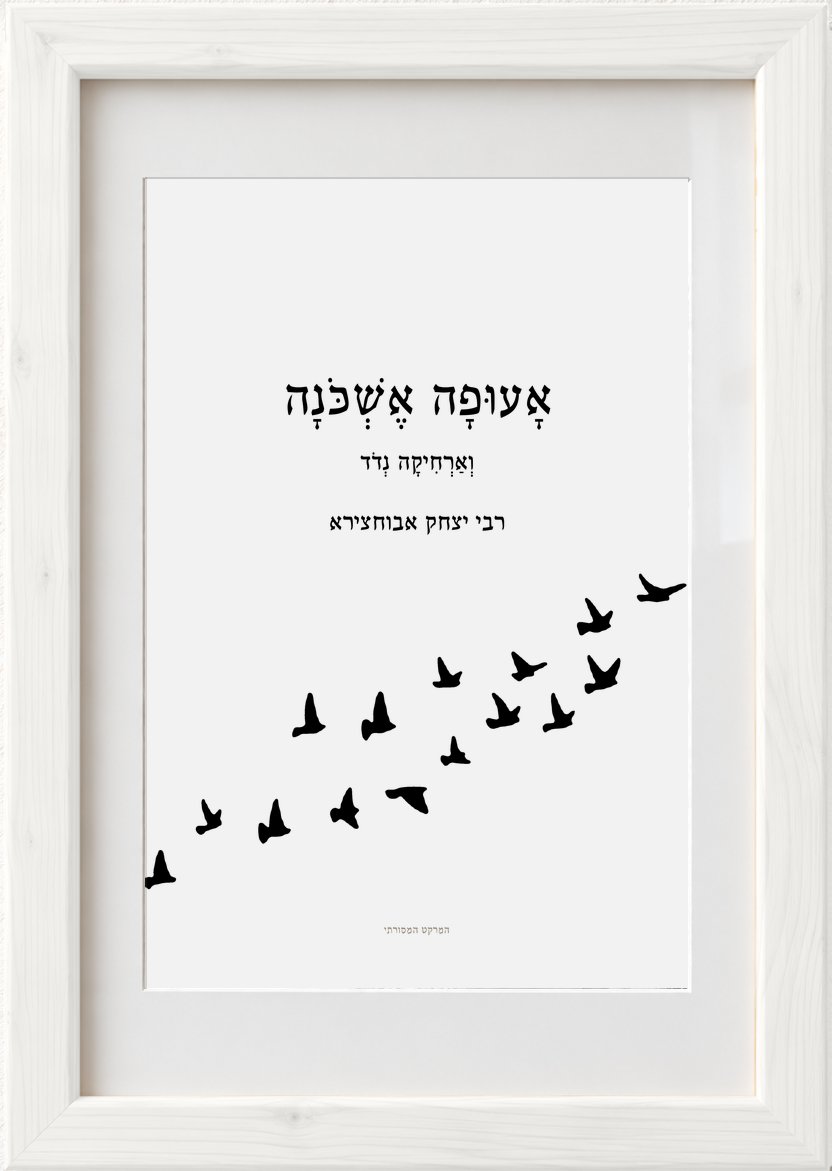 אָעוּפָה אֶשְׁכֹּנָה
וְאַרְחִיקָה נְדֹד
רבי יצחק אבוחצירא
המרקט המסורתי